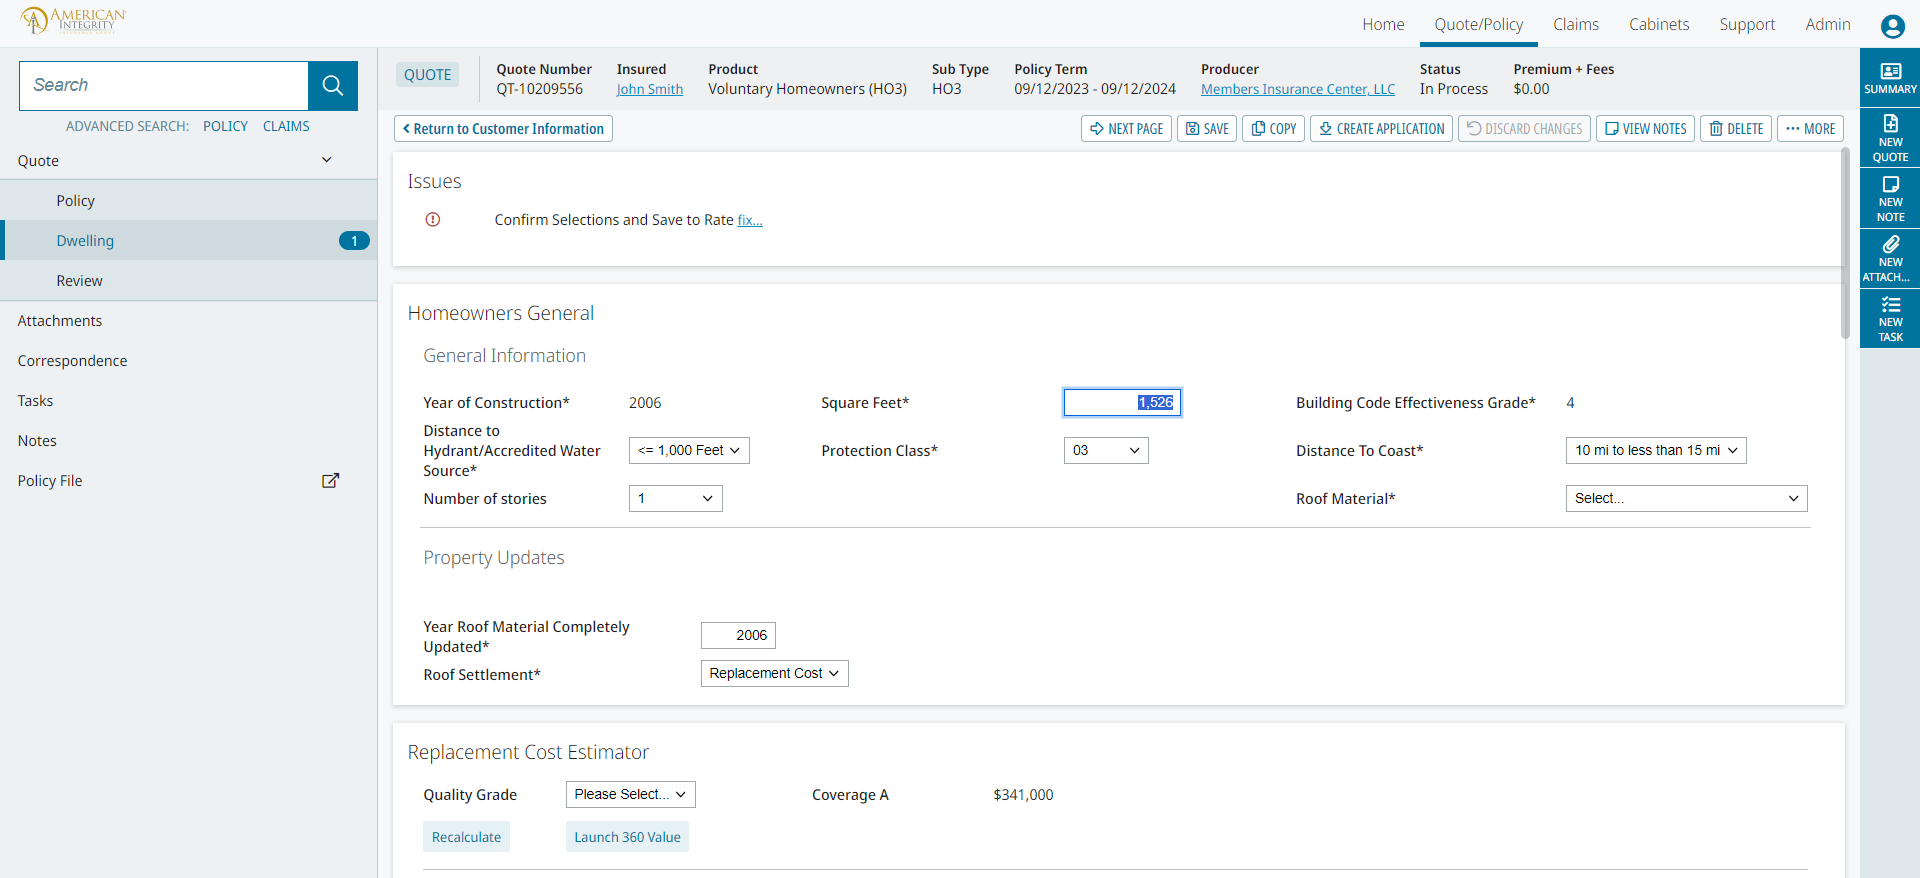 AMERICAN
INTEGRITY
Home
Quote/Policy
Claims
Cabinets
Support
Admin
Search
ADVANCED SEARCH: POLICY CLAIMS
Quote
Policy
Dwelling 1
Review
Attachments
Correspondence
Tasks
Notes
Policy File
QUOTE
Quote Number
QT-10209556
Insured
John Smith
Product
Voluntary Homeowners (HO3)
Sub Type
HO3
Policy Term
09/12/2023 - 09/12/2024
Producer
Members Insurance Center, LLC
Status
In Process
Premium + Fees
$0.00
Return to Customer Information
NEXT PAGE
SAVE
COPY
CREATE APPLICATION
DISCARD CHANGES
VIEW NOTES
DELETE
MORE
Issues
Confirm Selections and Save to Rate fix...
Homeowners General
General Information
Year of Construction* 2006
Square Feet* 1,526
Building Code Effectiveness Grade* 4
Distance to
Hydrant/Accredited Water
Source*
<= 1,000 Feet
Protection Class* 03
Distance To Coast* 10 mi to less than 15 mi
Number of stories 1
Roof Material* Select...
Property Updates
Year Roof Material Completely
Updated*
2006
Roof Settlement* Replacement Cost
Replacement Cost Estimator
Quality Grade Please Select...
Coverage A $341,000
Recalculate
Launch 360 Value
SUMMARY
NEW
QUOTE
NEW
NOTE
NEW
ATTACH...
NEW
TASK